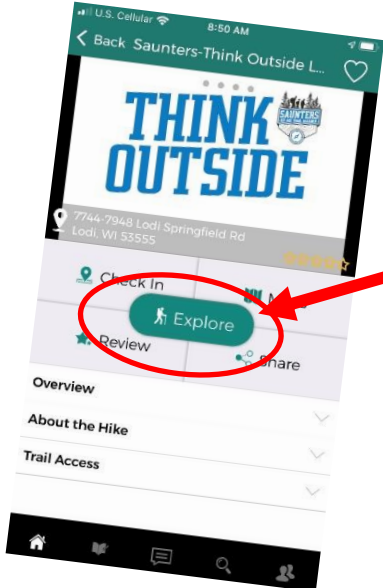 U.S. Cellular 8:50 AM
Back Saunters-Think Outside L...
THINK
OUTSIDE
SAUNTERS
7744-7948 Lodi Springfield Rd
Lodi, WI 53555
Check In
Explore
Review
Share
Overview
About the Hike
Trail Access